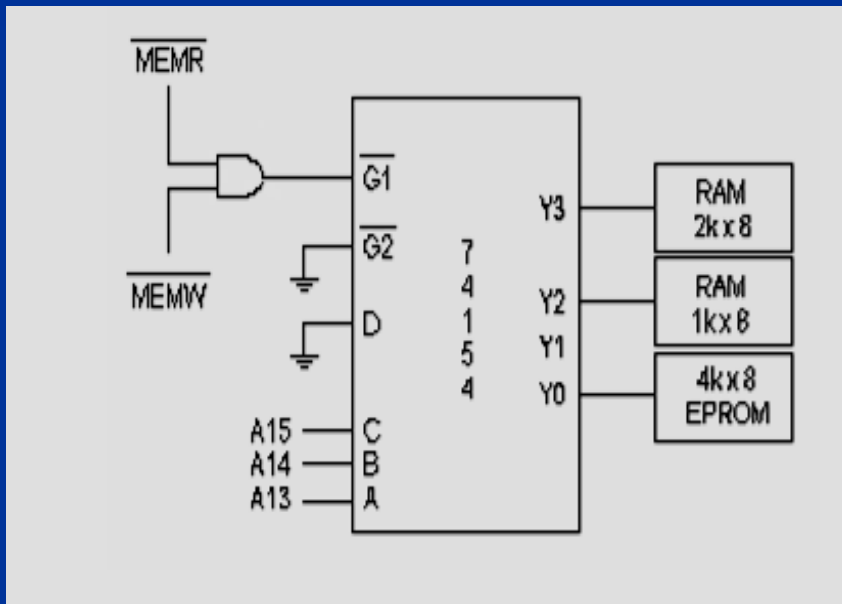 MEMR
G1
G2
MEMW
D
A15 C
A14 B
A13 A
7
4
1
5
4
Y3
Y2
Y1
Y0
RAM
2k x 8
RAM
1k x 8
4k x 8
EPROM